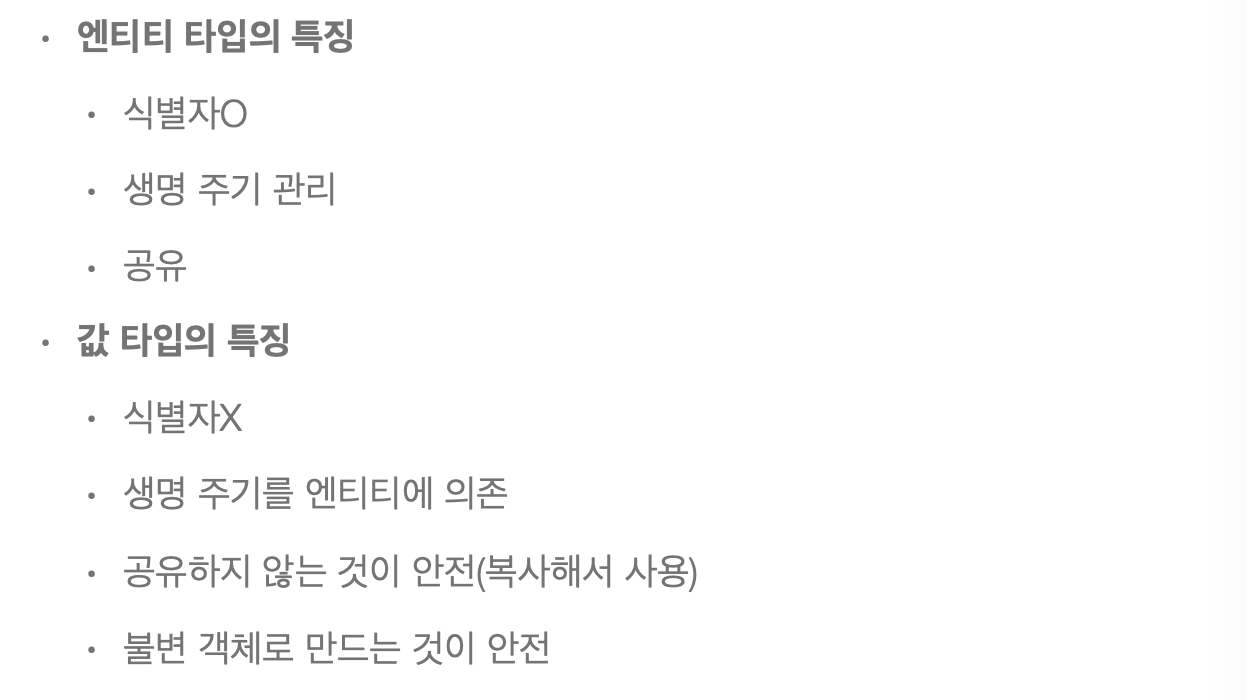 • 엔티티 타입의 특징
• 식별자O
• 생명 주기 관리
• 공유
• 값 타입의 특징
• 식별자X
• 생명 주기를 엔티티에 의존
• 공유하지 않는 것이 안전(복사해서 사용)
• 불변 객체로 만드는 것이 안전